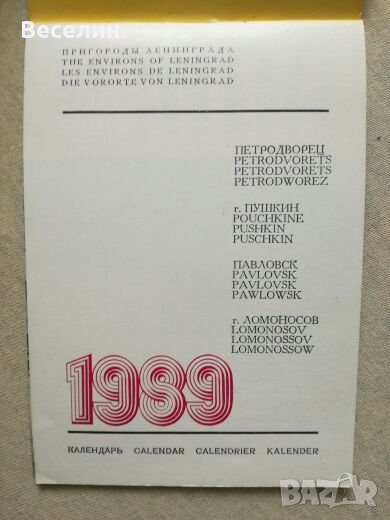 Веселин
ПРИГОРОДЫ ЛЕНИНГРАДА
THE ENVIRONS OF LENINGRAD
LES ENVIRONS DE LENINGRAD
DIE VORORTE VON LENINGRAD
ПЕТРОДВОРЕЦ
PETRODVORETS
PETRODVORETS
PETRODWOREZ
г. ПУШКИН
POUCHKINE
PUSHKIN
PUSCHKIN
ПАВЛОВСК
PAVLOVSK
PAVLOVSK
PAWLOWSK
г. ЛОМОНОСОВ
LOMONOSOV
LOMONOSSOV
LOMONOSSOW
1989
КАЛЕНДАРЬ CALENDAR CALENDRIER KALENDER
BAZAR